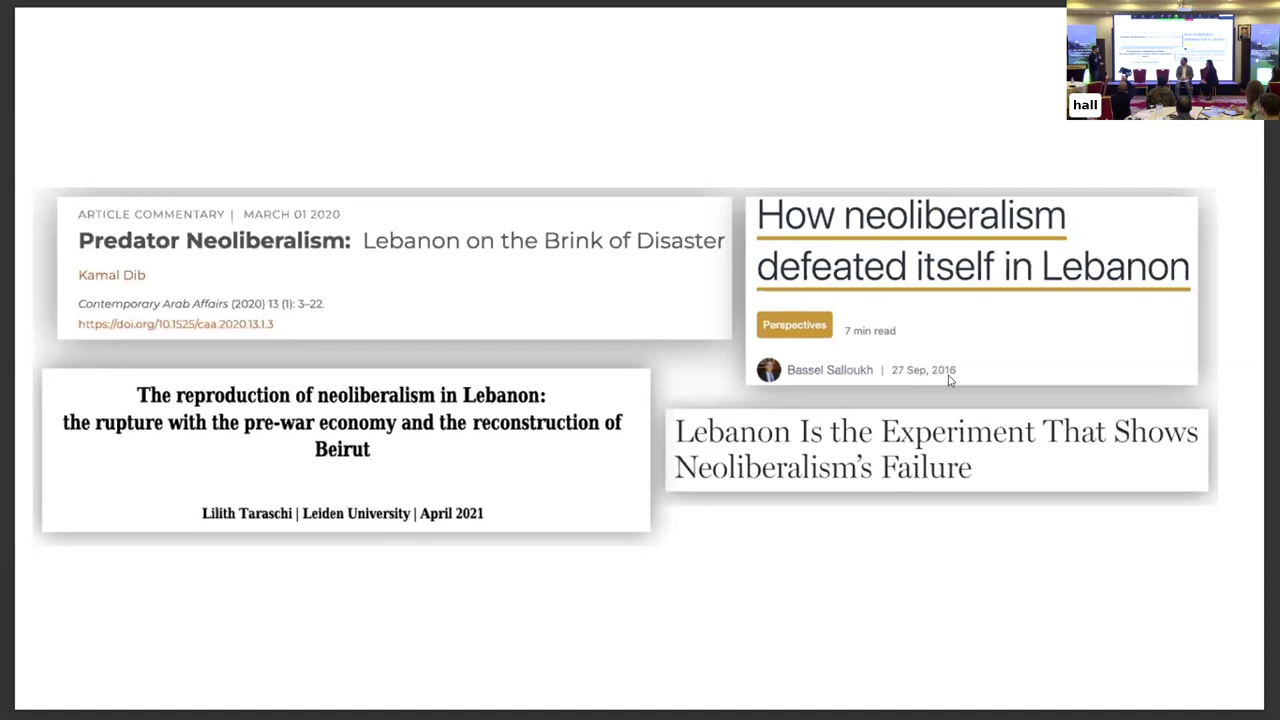 hall
ARTICLE COMMENTARY | MARCH 01 2020
Predator Neoliberalism: Lebanon on the Brink of Disaster
Kamal Dib
Contemporary Arab Affairs (2020) 13 (1): 3–22.
https://doi.org/10.1525/caa.2020.13.1.3
How neoliberalism
defeated itself in Lebanon
Perspectives 7 min read
Bassel Salloukh | 27 Sep, 2016
The reproduction of neoliberalism in Lebanon:
the rupture with the pre-war economy and the reconstruction of
Beirut
Lilith Taraschi | Leiden University | April 2021
Lebanon Is the Experiment That Shows
Neoliberalism’s Failure